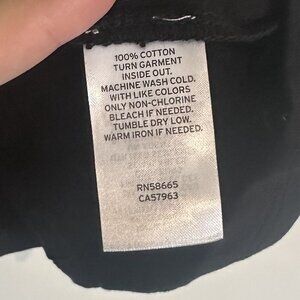 100% COTTON
TURN GARMENT
INSIDE OUT.
MACHINE WASH COLD.
WITH LIKE COLORS
ONLY NON-CHLORINE
BLEACH IF NEEDED.
TUMBLE DRY LOW.
WARM IRON IF NEEDED.
RN58665
CA57963